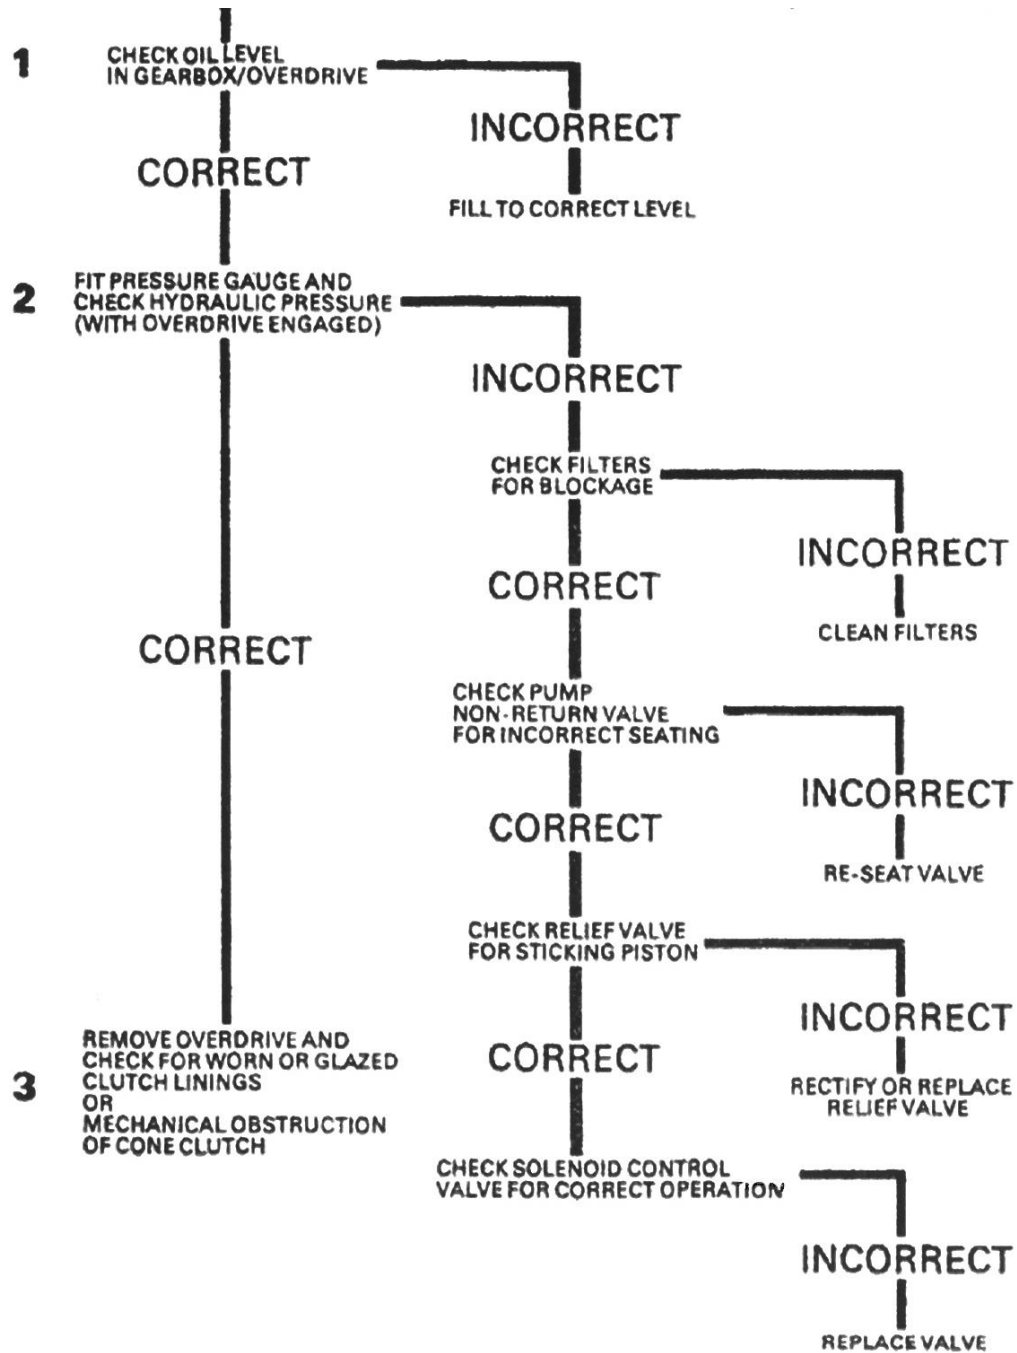 1
CHECK OIL LEVEL
IN GEARBOX/OVERDRIVE
INCORRECT
FILL TO CORRECT LEVEL
CORRECT
2
FIT PRESSURE GAUGE AND
CHECK HYDRAULIC PRESSURE
(WITH OVERDRIVE ENGAGED)
INCORRECT
CHECK FILTERS
FOR BLOCKAGE
INCORRECT
CLEAN FILTERS
CORRECT
CHECK PUMP
NON-RETURN VALVE
FOR INCORRECT SEATING
INCORRECT
RE-SEAT VALVE
CORRECT
CHECK RELIEF VALVE
FOR STICKING PISTON
INCORRECT
RECTIFY OR REPLACE
RELIEF VALVE
CORRECT
CHECK SOLENOID CONTROL
VALVE FOR CORRECT OPERATION
INCORRECT
REPLACE VALVE
CORRECT
3
REMOVE OVERDRIVE AND
CHECK FOR WORN OR GLAZED
CLUTCH LININGS
OR
MECHANICAL OBSTRUCTION
OF CONE CLUTCH